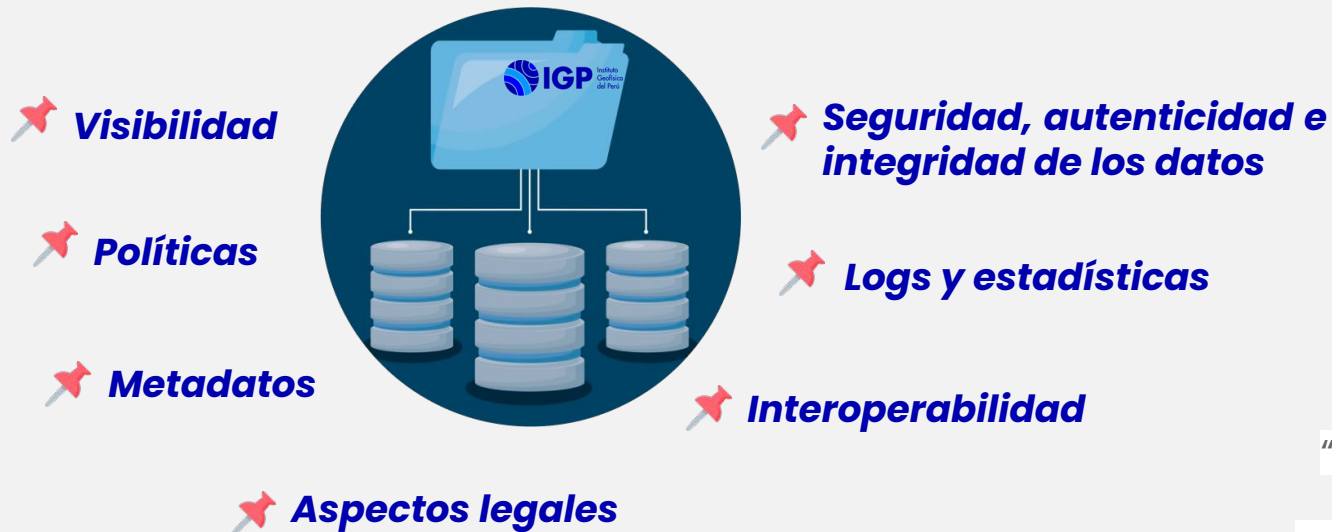 IGP
Instituto
Geofísico
del Perú
Visibilidad
Políticas
Metadatos
Aspectos legales
Seguridad, autenticidad e
integridad de los datos
Logs y estadísticas
Interoperabilidad
“